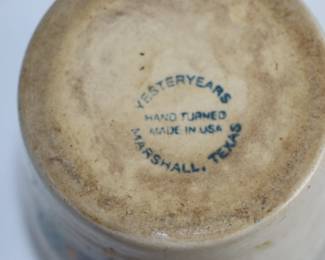 YESTERYEARS
HAND TURNED
MADE IN USA
MARSHALL, TEXAS